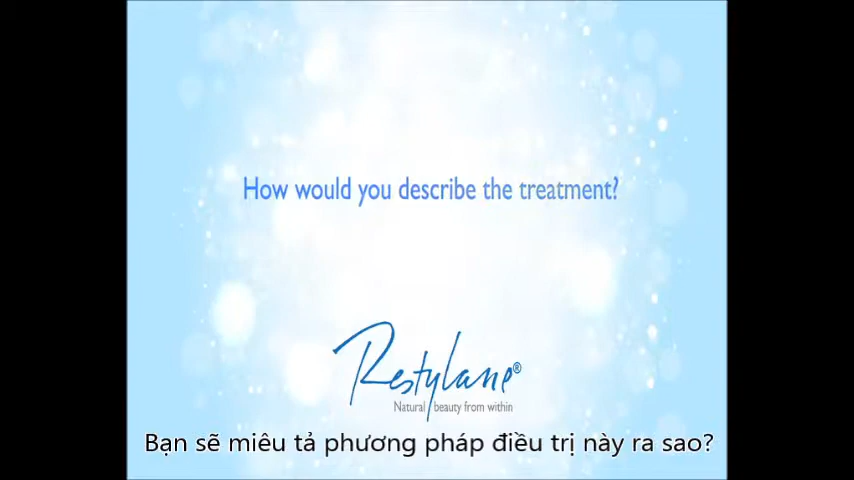 How would you describe the treatment?
Restylane®
Natural beauty from within
Bạn sẽ miêu tả phương pháp điều trị này ra sao?